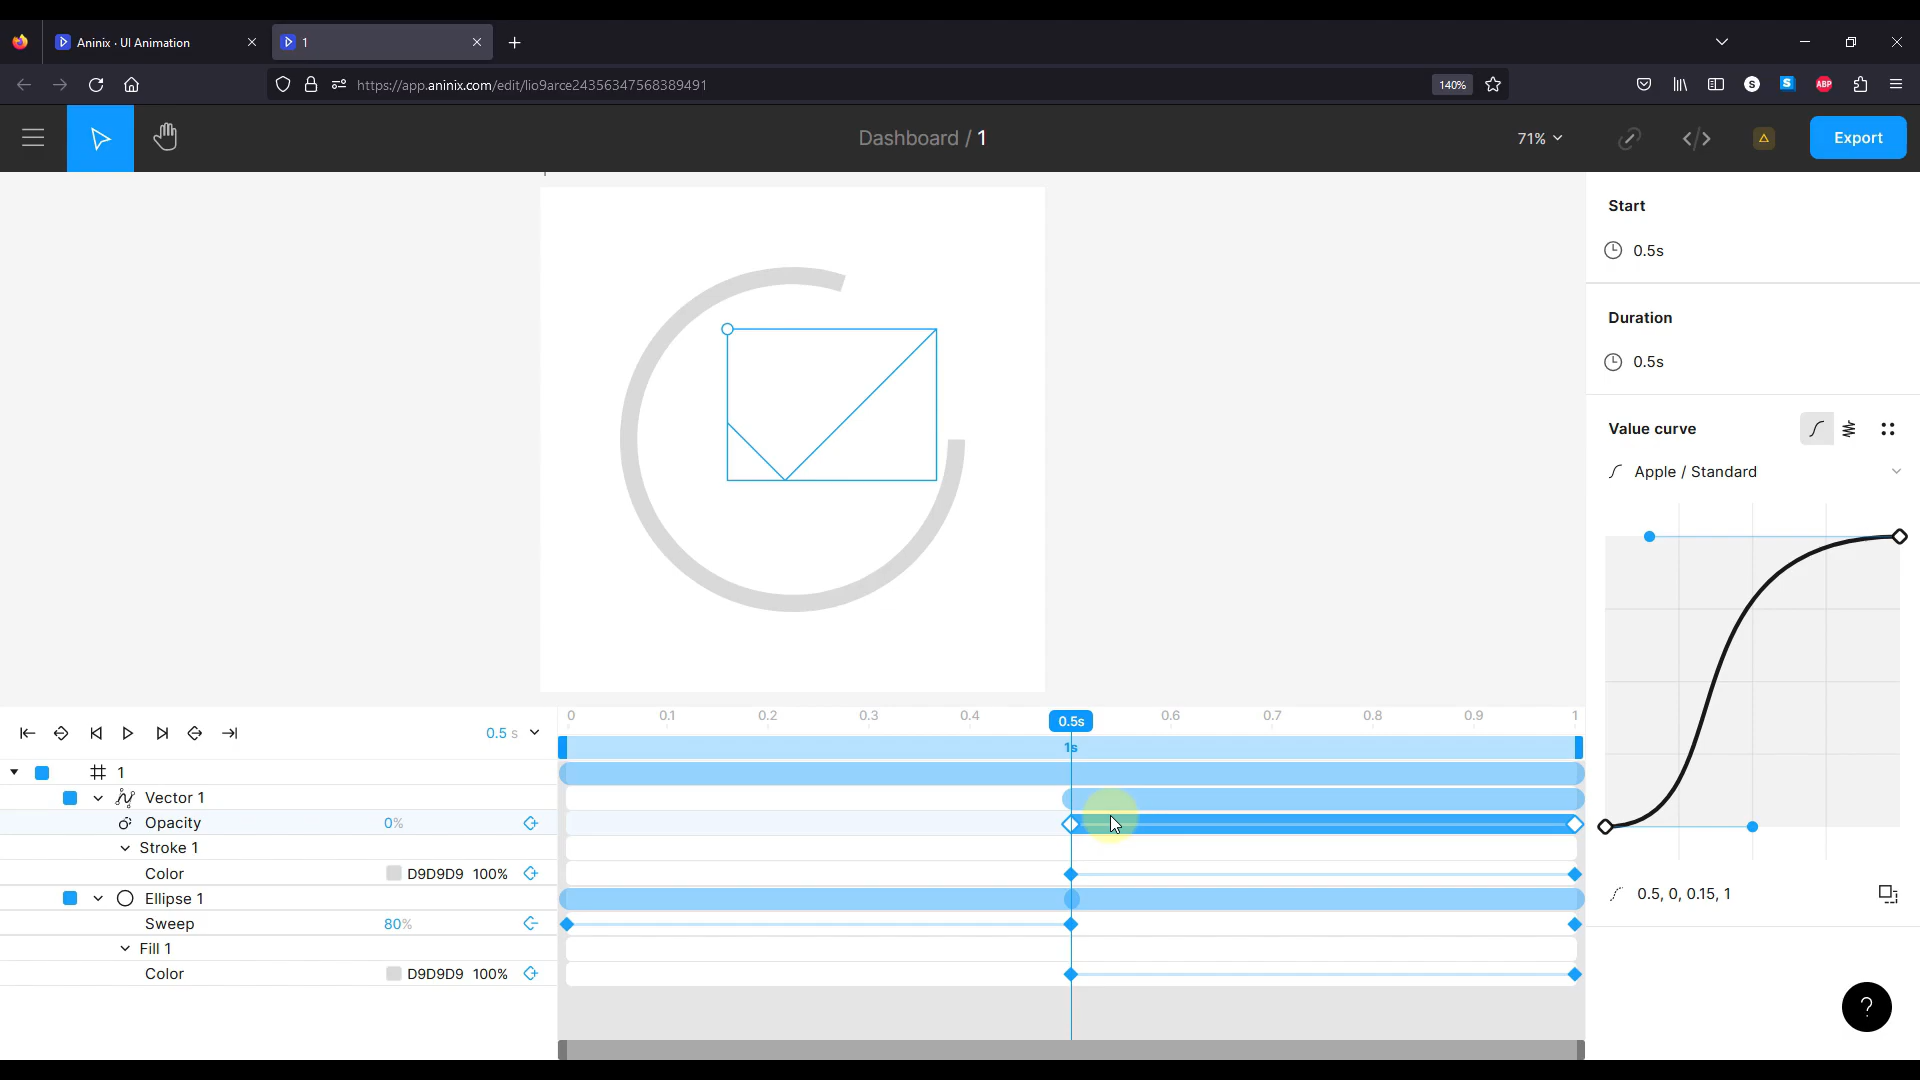 Aninix · UI Animation
1
https://app.aninix.com/edit/lio9arce24356347568389491
140%
S
S
ABP
Dashboard / 1
71%
</>
Export
Start
0.5s
Duration
0.5s
Value curve
Apple / Standard
0.5, 0, 0.15, 1
0.5 s
0 0.1 0.2 0.3 0.4 0.5s 0.6 0.7 0.8 0.9 1
1s
1
Vector 1
Opacity 0%
Stroke 1
Color D9D9D9 100%
Ellipse 1
Sweep 80%
Fill 1
Color D9D9D9 100%
?